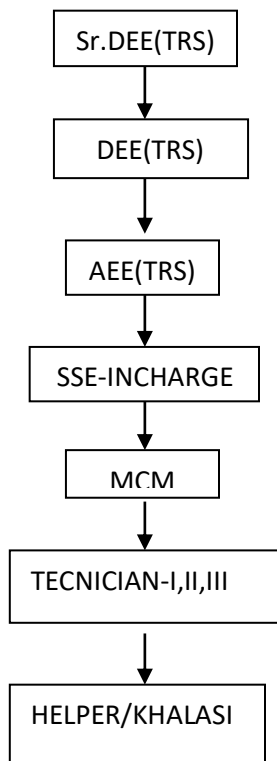 Sr.DEE(TRS)
DEE(TRS)
AEE(TRS)
SSE-INCHARGE
MCM
TECNICIAN-I,II,III
HELPER/KHALASI